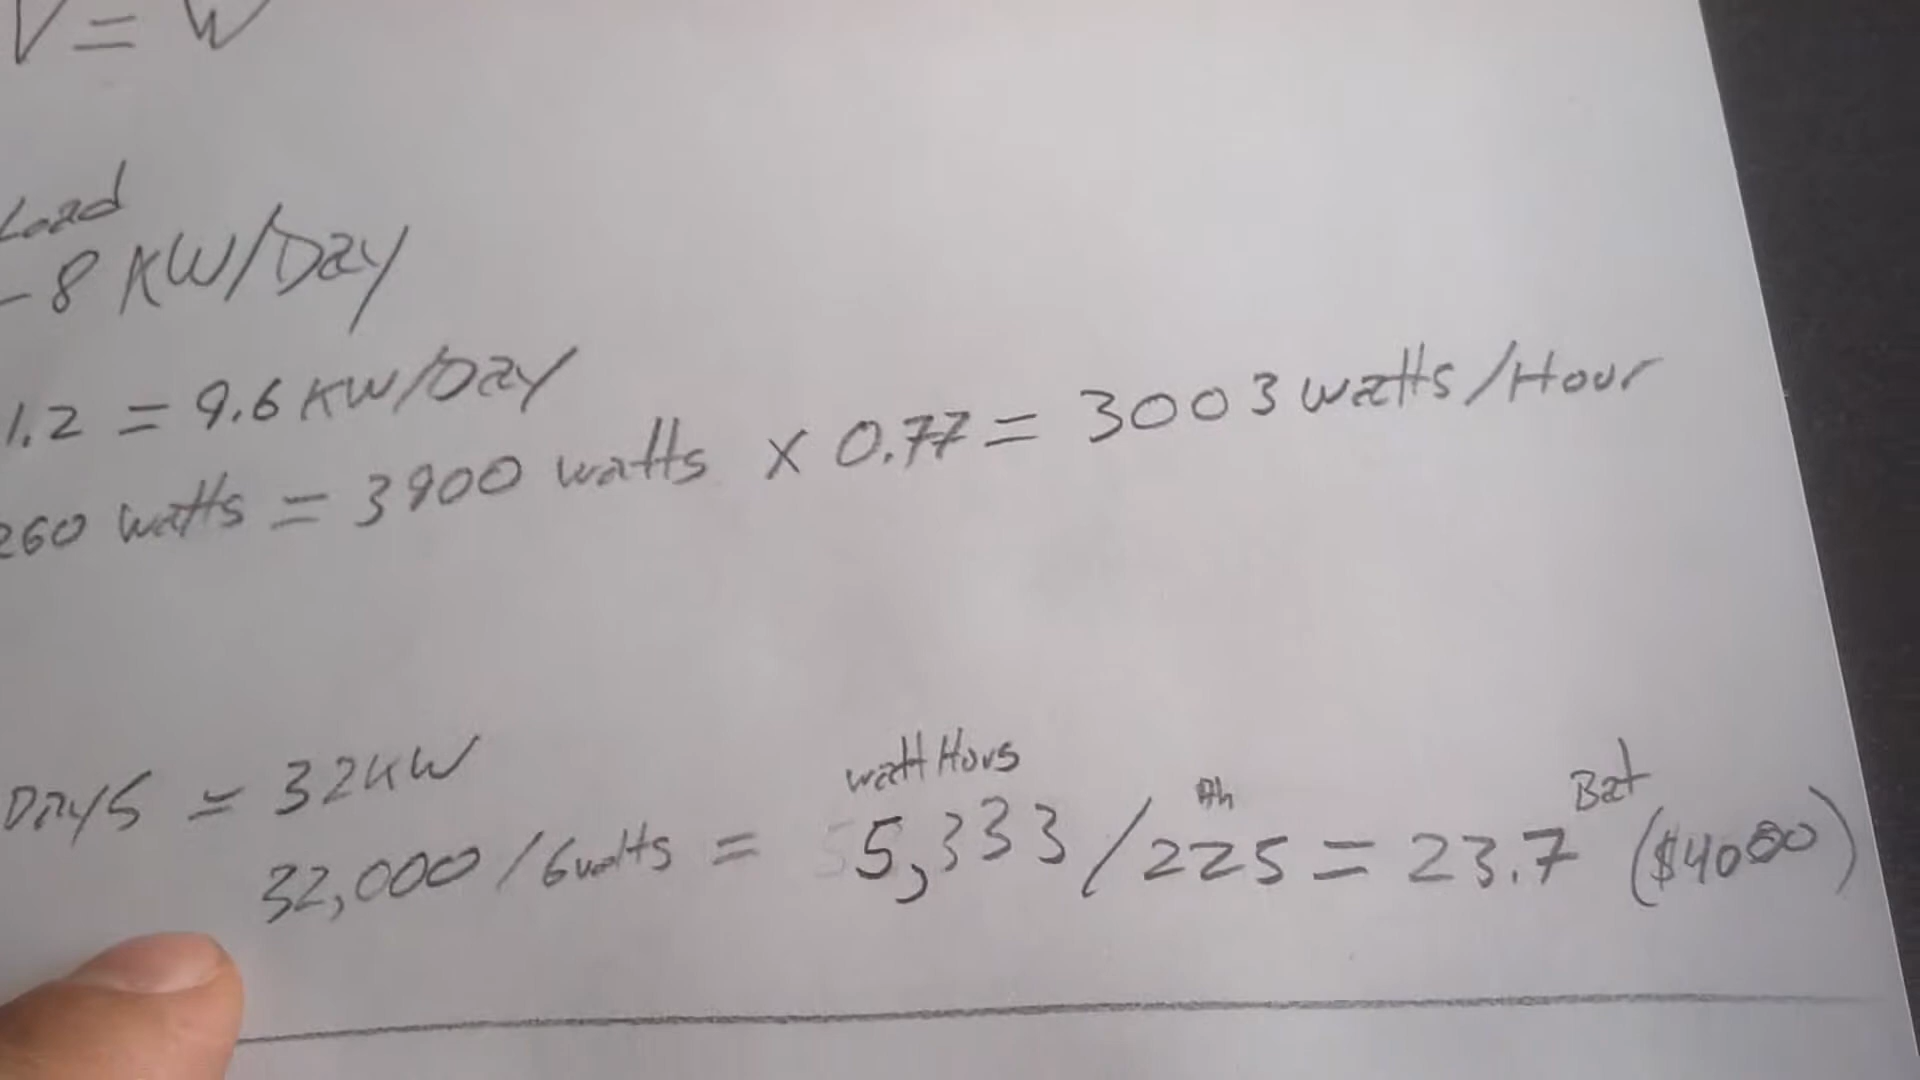 V = W
Load
- 8 KW/Day
1.2 = 9.6 KW/Day
260 watts = 3900 watts x 0.77 = 3003 watts/Hour
Days = 32KW
watt Hours
32,000 / 6volts = 5,333 / 225 Ah = 23.7 Bat ($4000)